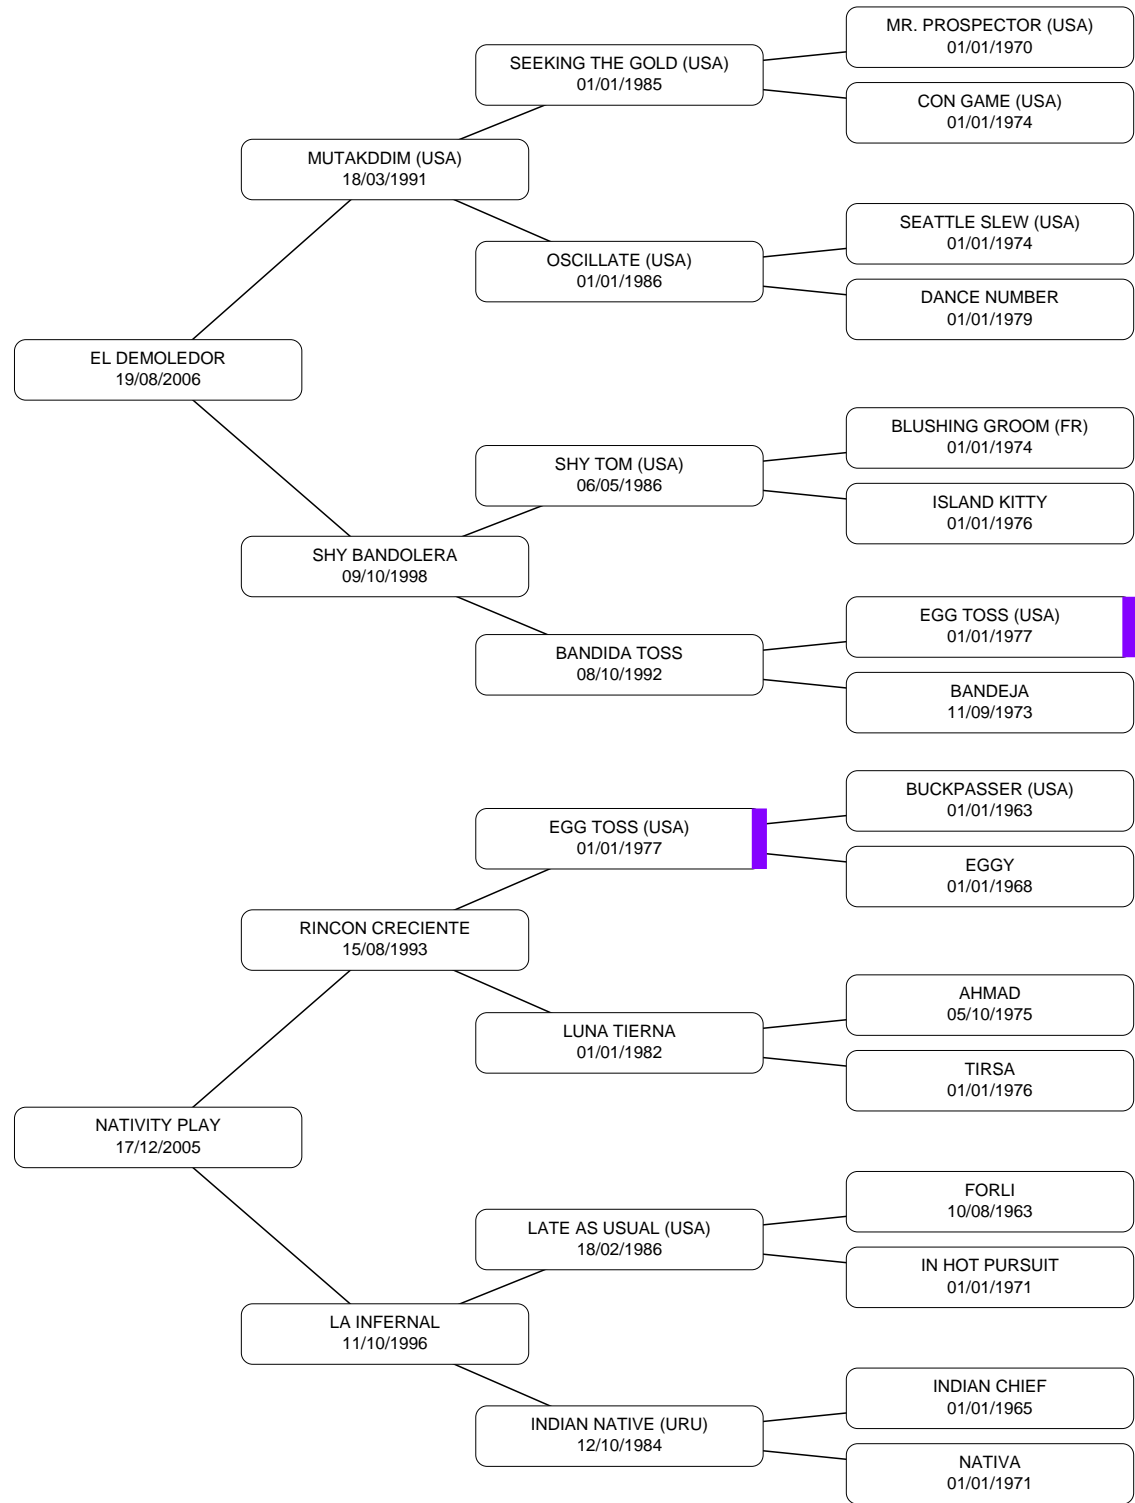 MR. PROSPECTOR (USA)
01/01/1970
SEEKING THE GOLD (USA)
01/01/1985
CON GAME (USA)
01/01/1974
MUTAKDDIM (USA)
18/03/1991
SEATTLE SLEW (USA)
01/01/1974
OSCILLATE (USA)
01/01/1986
DANCE NUMBER
01/01/1979
EL DEMOLEDOR
19/08/2006
BLUSHING GROOM (FR)
01/01/1974
SHY TOM (USA)
06/05/1986
ISLAND KITTY
01/01/1976
SHY BANDOLERA
09/10/1998
EGG TOSS (USA)
01/01/1977
BANDIDA TOSS
08/10/1992
BANDEJA
11/09/1973
BUCKPASSER (USA)
01/01/1963
EGG TOSS (USA)
01/01/1977
EGGY
01/01/1968
RINCON CRECIENTE
15/08/1993
AHMAD
05/10/1975
LUNA TIERNA
01/01/1982
TIRSA
01/01/1976
NATIVITY PLAY
17/12/2005
FORLI
10/08/1963
LATE AS USUAL (USA)
18/02/1986
IN HOT PURSUIT
01/01/1971
LA INFERNAL
11/10/1996
INDIAN CHIEF
01/01/1965
INDIAN NATIVE (URU)
12/10/1984
NATIVA
01/01/1971